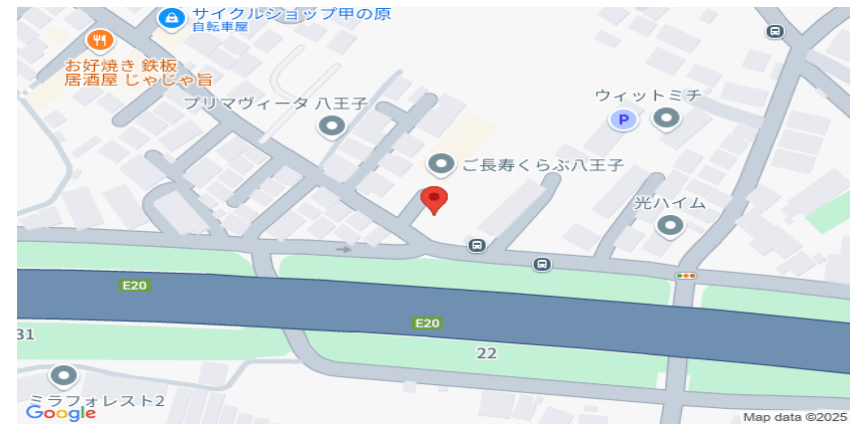 サイクルショップ甲の原
自転車屋
お好焼き 鉄板
居酒屋 じゃじゃ旨
プリマヴィータ 八王子
ウィットミチ
P
ご長寿くらぶ八王子
光ハイム
E20
E20
31
22
ミラフォレスト2
Google
Map data ©2025